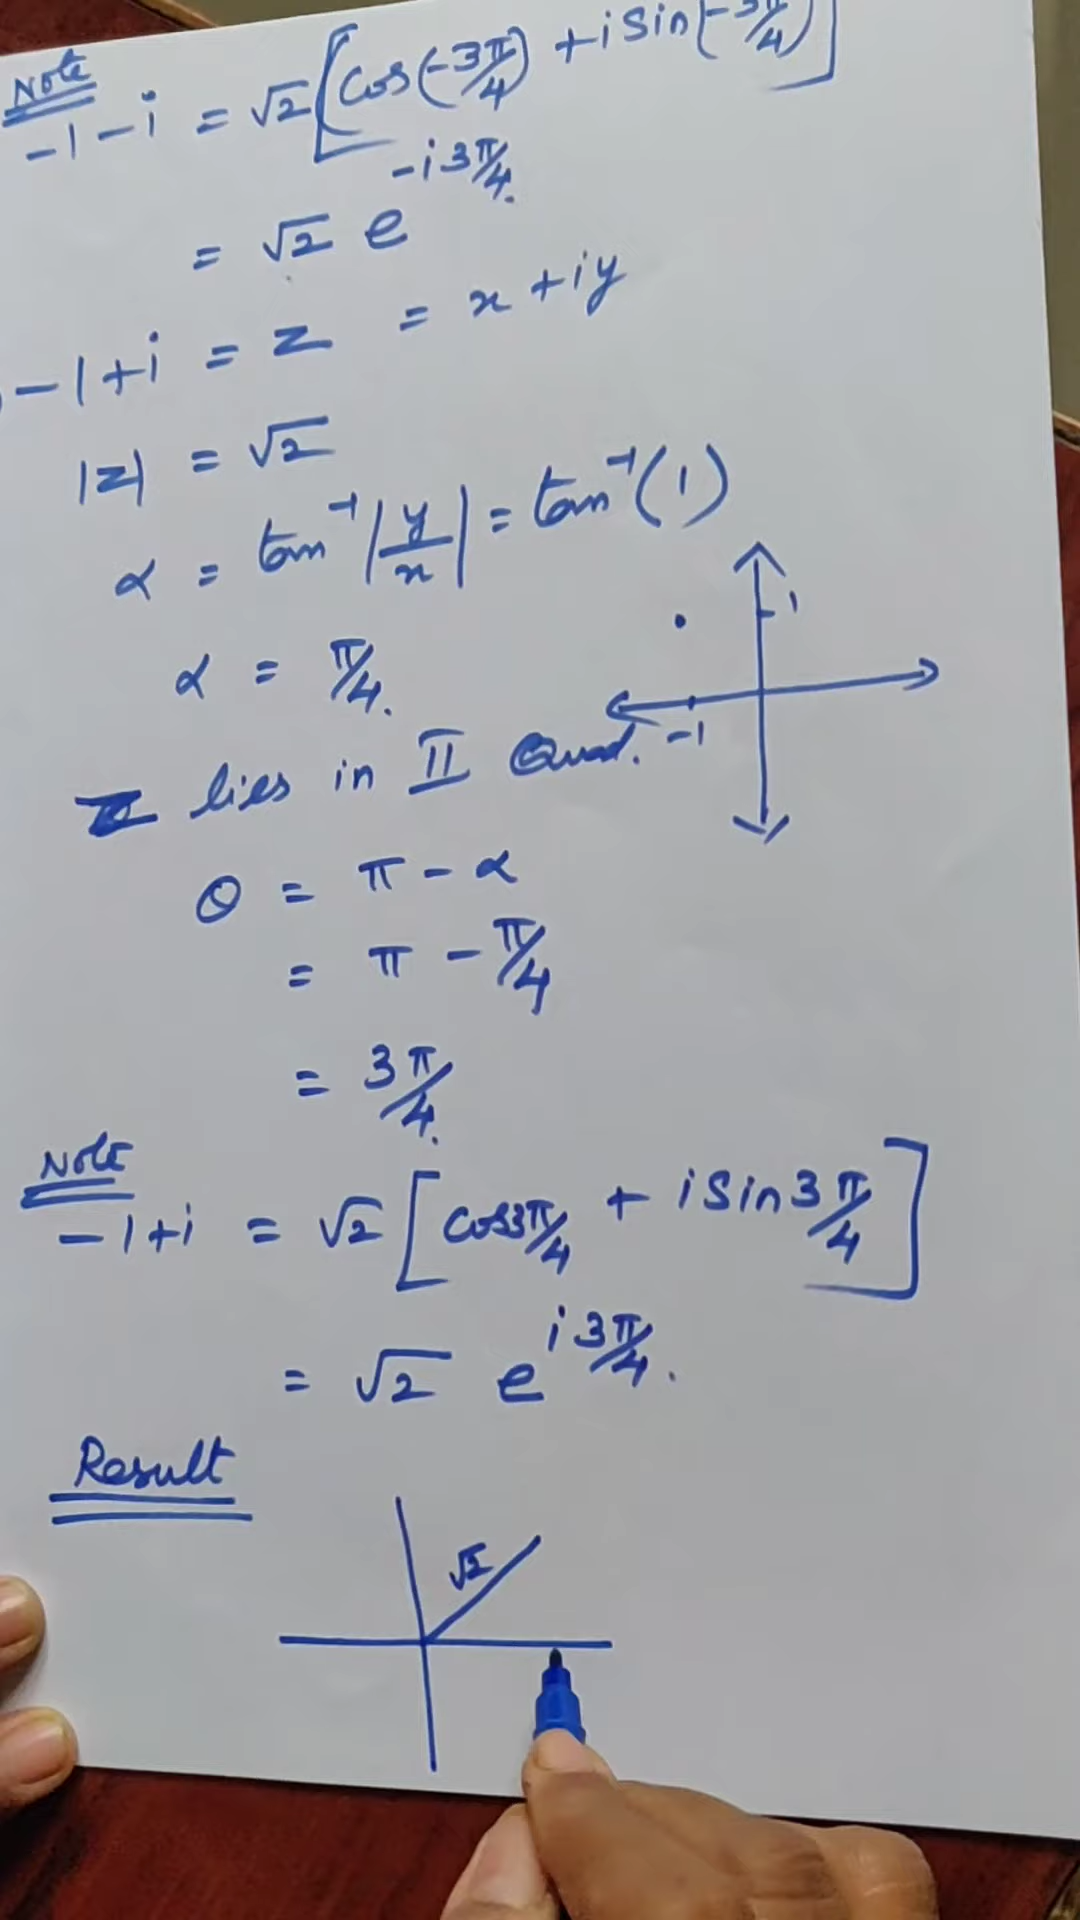 Note
-1-i = √2[cos(-3π/4) + i sin(-3π/4)]
= √2 e^-i3π/4.
-1+i = z = x+iy
|z| = √2
α = tan⁻¹|y/x| = tan⁻¹(1)
1
α = π/4.
-1
z lies in II Quad.
θ = π - α
= π - π/4
= 3π/4.
Note
-1+i = √2[cos3π/4 + i sin3π/4]
= √2 e^i3π/4.
Result
√2